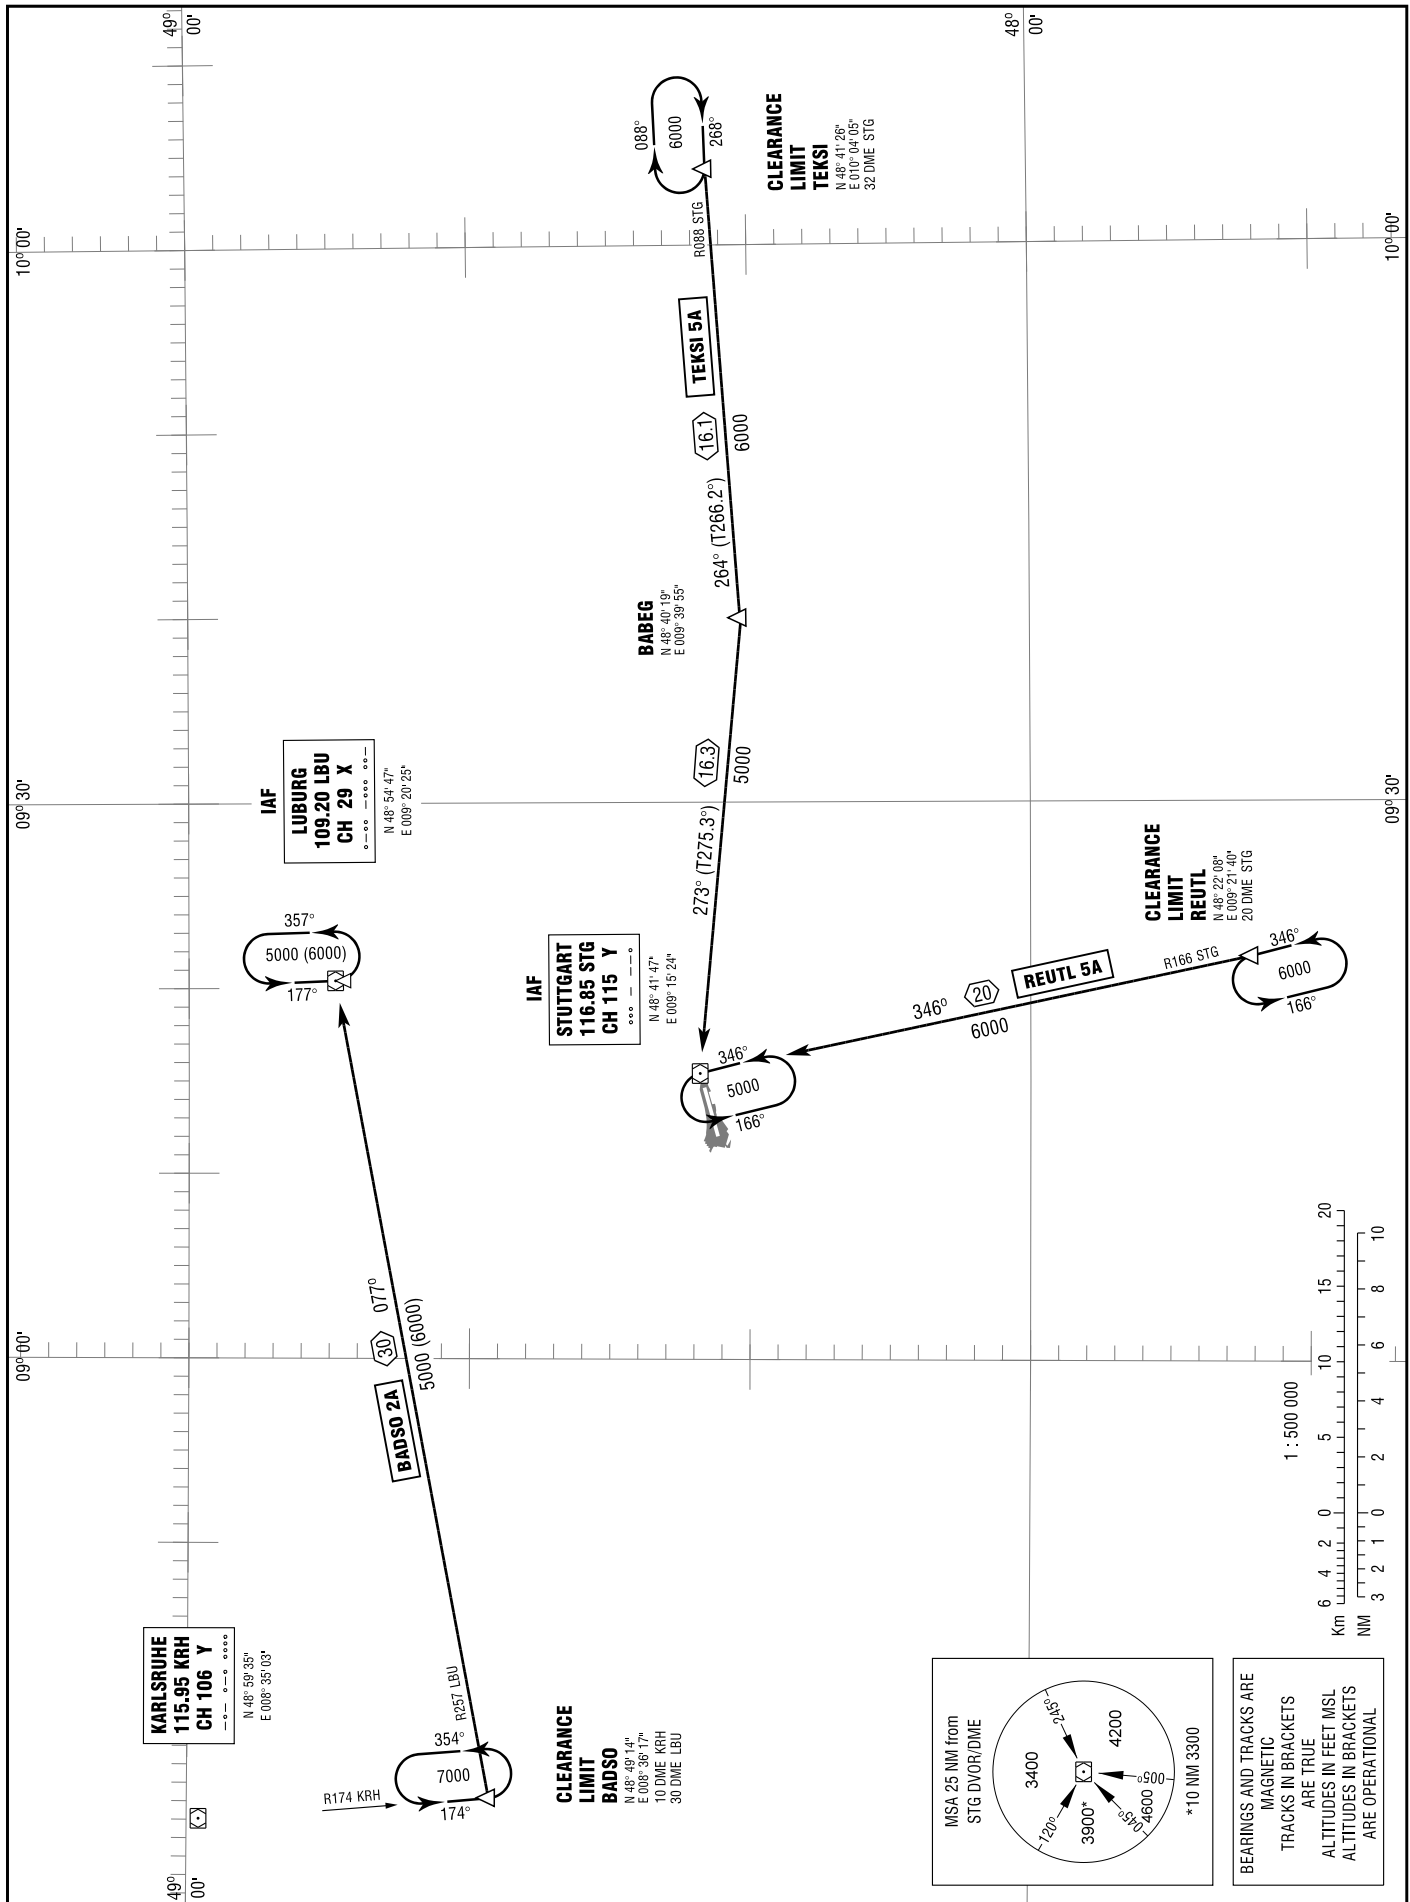 49°
00'
10° 00'
48°
00'
088°
6000
268°
CLEARANCE
LIMIT
TEKSI
N 48° 41' 26"
E 010° 04' 05"
32 DME STG
R088 STG
TEKSI 5A
16.1
6000
264° (T266.2°)
BABEG
N 48° 40' 19"
E 009° 39' 55"
16.3
5000
273° (T275.3°)
10° 00'
IAF
LUBURG
109.20 LBU
CH 29 X
N 48° 54' 47"
E 009° 20' 25"
09° 30'
09° 30'
357°
5000 (6000)
177°
IAF
STUTTGART
116.85 STG
CH 115 Y
N 48° 41' 47"
E 009° 15' 24"
346°
5000
166°
CLEARANCE
LIMIT
REUTL
N 48° 22' 08"
E 009° 21' 40"
20 DME STG
R166 STG
346°
6000
166°
REUTL 5A
20
346°
6000
09° 00'
077°
30
5000 (6000)
BADSO 2A
R257 LBU
KARLSRUHE
115.95 KRH
CH 106 Y
N 48° 59' 35"
E 008° 35' 03"
R174 KRH
354°
7000
174°
CLEARANCE
LIMIT
BADSO
N 48° 49' 14"
E 008° 36' 17"
10 DME KRH
30 DME LBU
49°
00'
1 : 500 000
Km 6 4 2 0 5 10 15 20
NM 3 2 1 0 2 4 6 8 10
MSA 25 NM from
STG DVOR/DME
120°
3400
245°
3900*
4200
045°
4600
005°
*10 NM 3300
BEARINGS AND TRACKS ARE
MAGNETIC
TRACKS IN BRACKETS
ARE TRUE
ALTITUDES IN FEET MSL
ALTITUDES IN BRACKETS
ARE OPERATIONAL